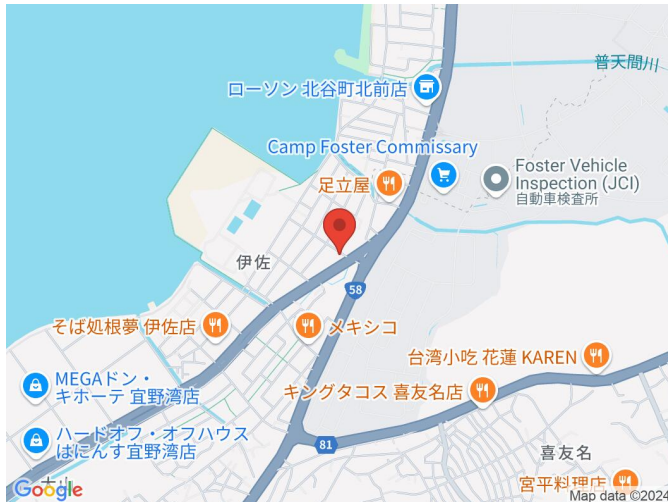 普天間川
ローソン 北谷町北前店
Camp Foster Commissary
足立屋
Foster Vehicle
Inspection (JCI)
自動車検査所
伊佐
58
そば処根夢 伊佐店
メキシコ
台湾小吃 花蓮 KAREN
MEGAドン・
キホーテ 宜野湾店
キングタコス 喜友名店
ハードオフ・オフハウス
はにんす宜野湾店
81
喜友名
宮平料理店
Google
Map data ©2024